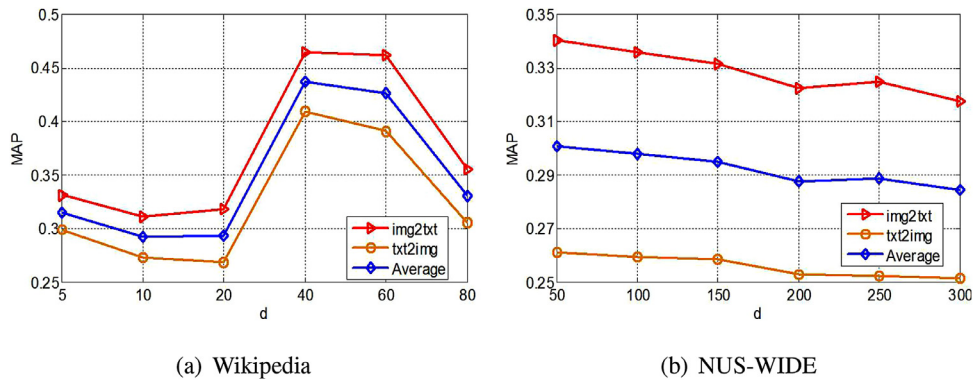 0.5
0.45
0.4
0.35
0.3
0.25
MAP
5 10 20 40 60 80
d
img2txt
txt2img
Average
(a) Wikipedia
0.35
0.33
0.31
0.29
0.27
0.25
MAP
50 100 150 200 250 300
d
img2txt
txt2img
Average
(b) NUS-WIDE